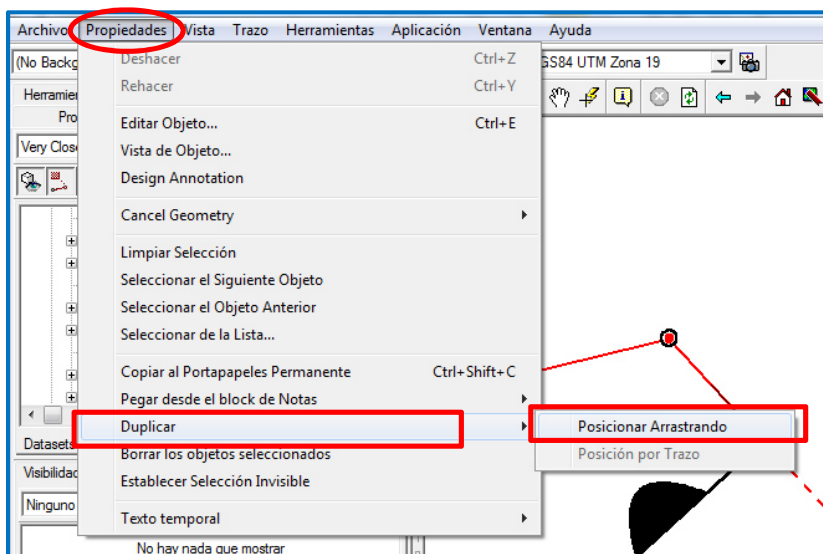 Archivo Propiedades Vista Trazo Herramientas Aplicación Ventana Ayuda
(No Backg
GS84 UTM Zona 19
Herramien
Pro
Very Clos
Deshacer Ctrl+Z
Rehacer Ctrl+Y
Editar Objeto... Ctrl+E
Vista de Objeto...
Design Annotation
Cancel Geometry
Limpiar Selección
Seleccionar el Siguiente Objeto
Seleccionar el Objeto Anterior
Seleccionar de la Lista...
Copiar al Portapapeles Permanente Ctrl+Shift+C
Pegar desde el block de Notas
Duplicar
Posicionar Arrastrando
Posición por Trazo
Borrar los objetos seleccionados
Establecer Selección Invisible
Texto temporal
Datasets
Visibilidad
Ninguno
No hay nada que mostrar